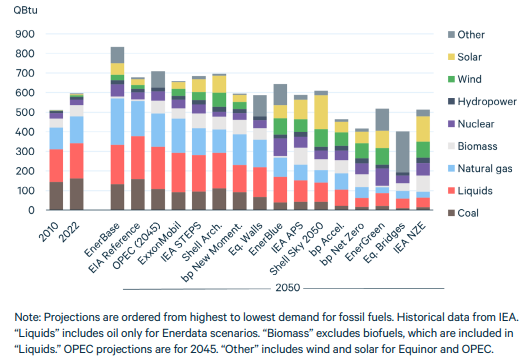 QBtu
900
800
700
600
500
400
300
200
100
0
Other
Solar
Wind
Hydropower
Nuclear
Biomass
Natural gas
Liquids
Coal
2010
2022
EnerBase
EIA Reference
OPEC (2045)
ExxonMobil
IEA STEPS
Shell Arch.
bp New Moment.
Eq. Walls
EnerBlue
IEA APS
Shell Sky 2050
bp Accel.
bp Net Zero
EnerGreen
Eq. Bridges
IEA NZE
2050
Note: Projections are ordered from highest to lowest demand for fossil fuels. Historical data from IEA.
“Liquids” includes oil only for Enerdata scenarios. “Biomass” excludes biofuels, which are included in
“Liquids.” OPEC projections are for 2045. “Other” includes wind and solar for Equinor and OPEC.